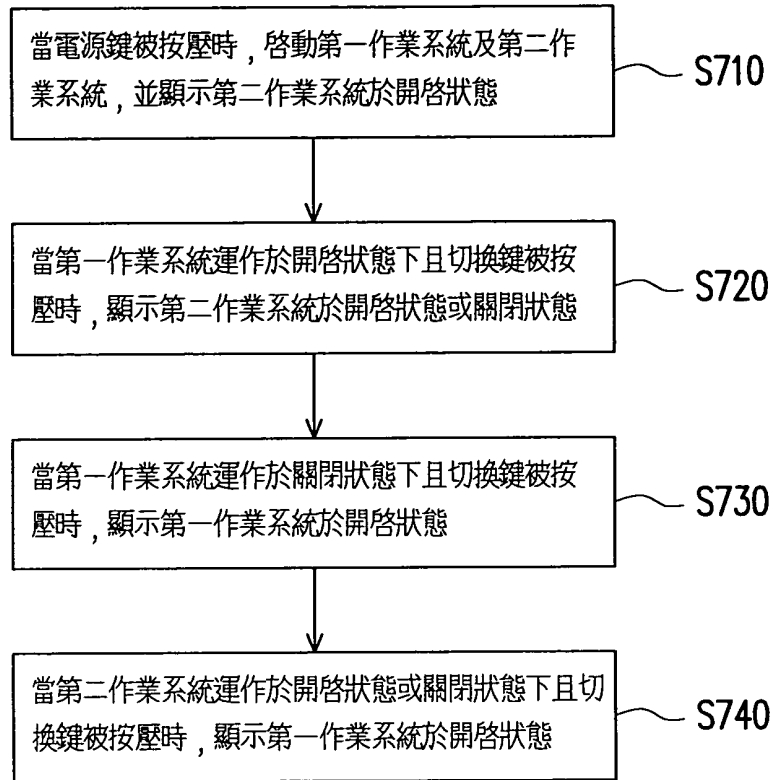 當電源鍵被按壓時，啓動第一作業系統及第二作
業系統，並顯示第二作業系統於開啓狀態
S710
當第一作業系統運作於開啓狀態下且切換鍵被按
壓時，顯示第二作業系統於開啓狀態或關閉狀態
S720
當第一作業系統運作於關閉狀態下且切換鍵被按
壓時，顯示第一作業系統於開啓狀態
S730
當第二作業系統運作於開啓狀態或關閉狀態下且切
換鍵被按壓時，顯示第一作業系統於開啓狀態
S740